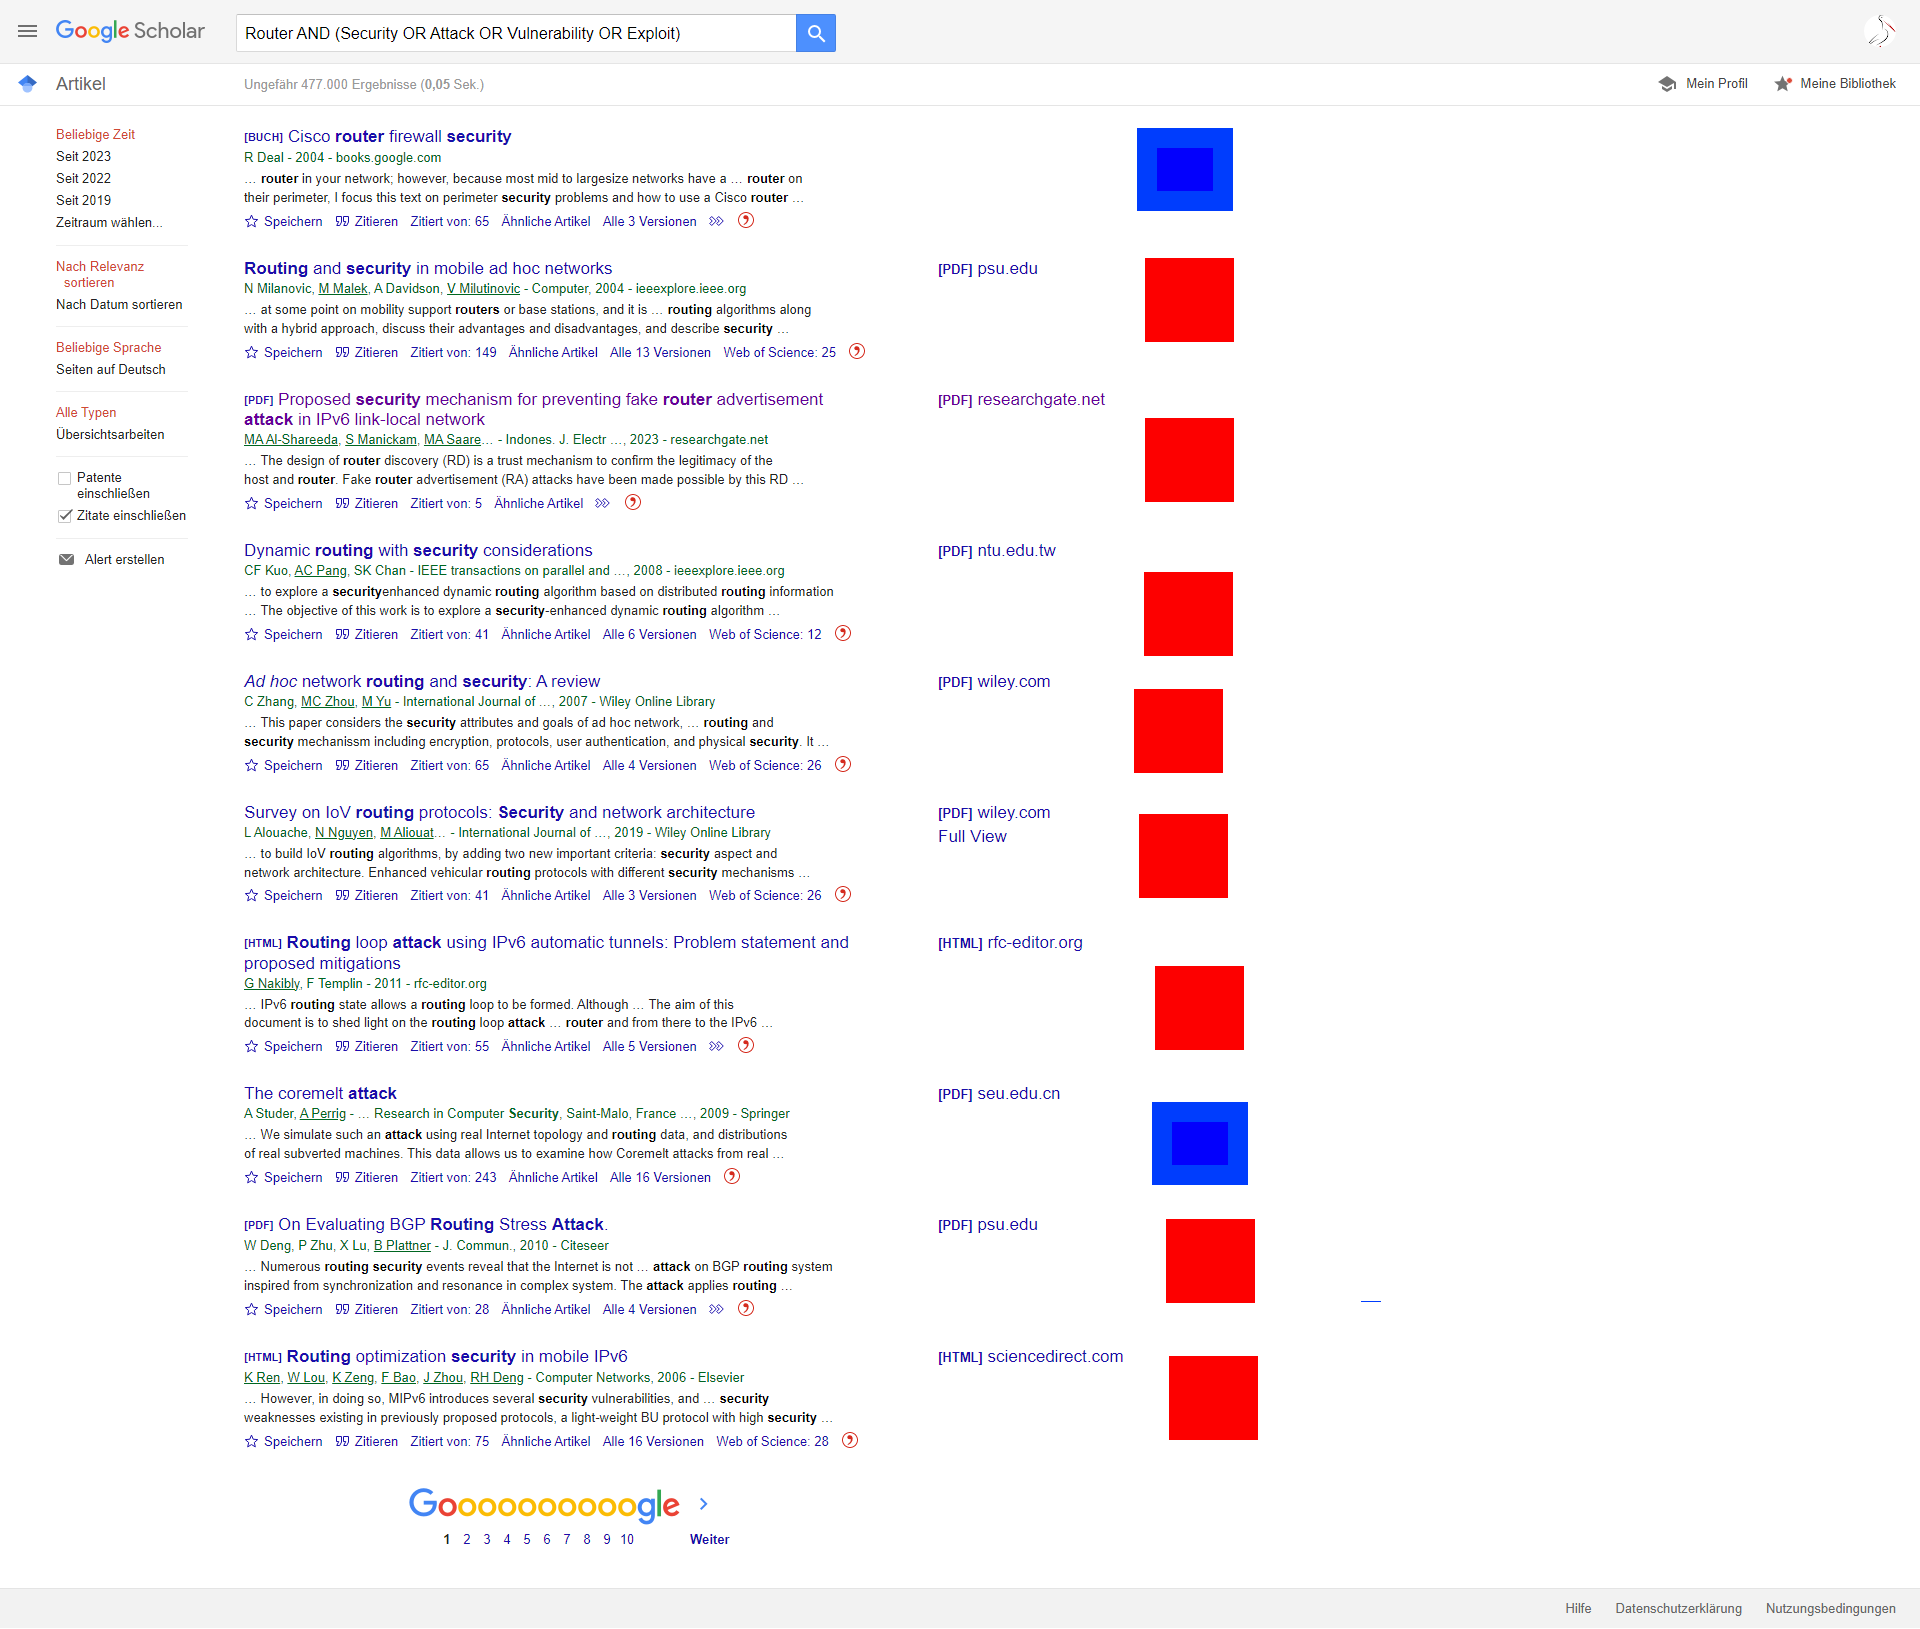 Google Scholar
Router AND (Security OR Attack OR Vulnerability OR Exploit)
Artikel
Ungefähr 477.000 Ergebnisse (0,05 Sek.)
Mein Profil
Meine Bibliothek
Beliebige Zeit
Seit 2023
Seit 2022
Seit 2019
Zeitraum wählen...
Nach Relevanz
sortieren
Nach Datum sortieren
Beliebige Sprache
Seiten auf Deutsch
Alle Typen
Übersichtsarbeiten
Patente
einschließen
Zitate einschließen
Alert erstellen
[BUCH] Cisco router firewall security
R Deal - 2004 - books.google.com
… router in your network; however, because most mid to largesize networks have a … router on
their perimeter, I focus this text on perimeter security problems and how to use a Cisco router …
Speichern Zitieren Zitiert von: 65 Ähnliche Artikel Alle 3 Versionen
Routing and security in mobile ad hoc networks
N Milanovic, M Malek, A Davidson, V Milutinovic - Computer, 2004 - ieeexplore.ieee.org
… at some point on mobility support routers or base stations, and it is … routing algorithms along
with a hybrid approach, discuss their advantages and disadvantages, and describe security …
Speichern Zitieren Zitiert von: 149 Ähnliche Artikel Alle 13 Versionen Web of Science: 25
[PDF] psu.edu
[PDF] Proposed security mechanism for preventing fake router advertisement
attack in IPv6 link-local network
MA Al-Shareeda, S Manickam, MA Saare… - Indones. J. Electr …, 2023 - researchgate.net
… The design of router discovery (RD) is a trust mechanism to confirm the legitimacy of the
host and router. Fake router advertisement (RA) attacks have been made possible by this RD …
Speichern Zitieren Zitiert von: 5 Ähnliche Artikel
[PDF] researchgate.net
Dynamic routing with security considerations
CF Kuo, AC Pang, SK Chan - IEEE transactions on parallel and …, 2008 - ieeexplore.ieee.org
… to explore a securityenhanced dynamic routing algorithm based on distributed routing information
… The objective of this work is to explore a security-enhanced dynamic routing algorithm …
Speichern Zitieren Zitiert von: 41 Ähnliche Artikel Alle 6 Versionen Web of Science: 12
[PDF] ntu.edu.tw
Ad hoc network routing and security: A review
C Zhang, MC Zhou, M Yu - International Journal of …, 2007 - Wiley Online Library
… This paper considers the security attributes and goals of ad hoc network, … routing and
security mechanissm including encryption, protocols, user authentication, and physical security. It …
Speichern Zitieren Zitiert von: 65 Ähnliche Artikel Alle 4 Versionen Web of Science: 26
[PDF] wiley.com
Survey on IoV routing protocols: Security and network architecture
L Alouache, N Nguyen, M Aliouat… - International Journal of …, 2019 - Wiley Online Library
… to build IoV routing algorithms, by adding two new important criteria: security aspect and
network architecture. Enhanced vehicular routing protocols with different security mechanisms …
Speichern Zitieren Zitiert von: 41 Ähnliche Artikel Alle 3 Versionen Web of Science: 26
[PDF] wiley.com
Full View
[HTML] Routing loop attack using IPv6 automatic tunnels: Problem statement and
proposed mitigations
G Nakibly, F Templin - 2011 - rfc-editor.org
… IPv6 routing state allows a routing loop to be formed. Although … The aim of this
document is to shed light on the routing loop attack … router and from there to the IPv6 …
Speichern Zitieren Zitiert von: 55 Ähnliche Artikel Alle 5 Versionen
[HTML] rfc-editor.org
The coremelt attack
A Studer, A Perrig - … Research in Computer Security, Saint-Malo, France …, 2009 - Springer
… We simulate such an attack using real Internet topology and routing data, and distributions
of real subverted machines. This data allows us to examine how Coremelt attacks from real …
Speichern Zitieren Zitiert von: 243 Ähnliche Artikel Alle 16 Versionen
[PDF] seu.edu.cn
[PDF] On Evaluating BGP Routing Stress Attack.
W Deng, P Zhu, X Lu, B Plattner - J. Commun., 2010 - Citeseer
… Numerous routing security events reveal that the Internet is not … attack on BGP routing system
inspired from synchronization and resonance in complex system. The attack applies routing …
Speichern Zitieren Zitiert von: 28 Ähnliche Artikel Alle 4 Versionen
[PDF] psu.edu
[HTML] Routing optimization security in mobile IPv6
K Ren, W Lou, K Zeng, F Bao, J Zhou, RH Deng - Computer Networks, 2006 - Elsevier
… However, in doing so, MIPv6 introduces several security vulnerabilities, and … security
weaknesses existing in previously proposed protocols, a light-weight BU protocol with high security …
Speichern Zitieren Zitiert von: 75 Ähnliche Artikel Alle 16 Versionen Web of Science: 28
[HTML] sciencedirect.com
Goooooooooogle
1 2 3 4 5 6 7 8 9 10 Weiter
Hilfe Datenschutzerklärung Nutzungsbedingungen